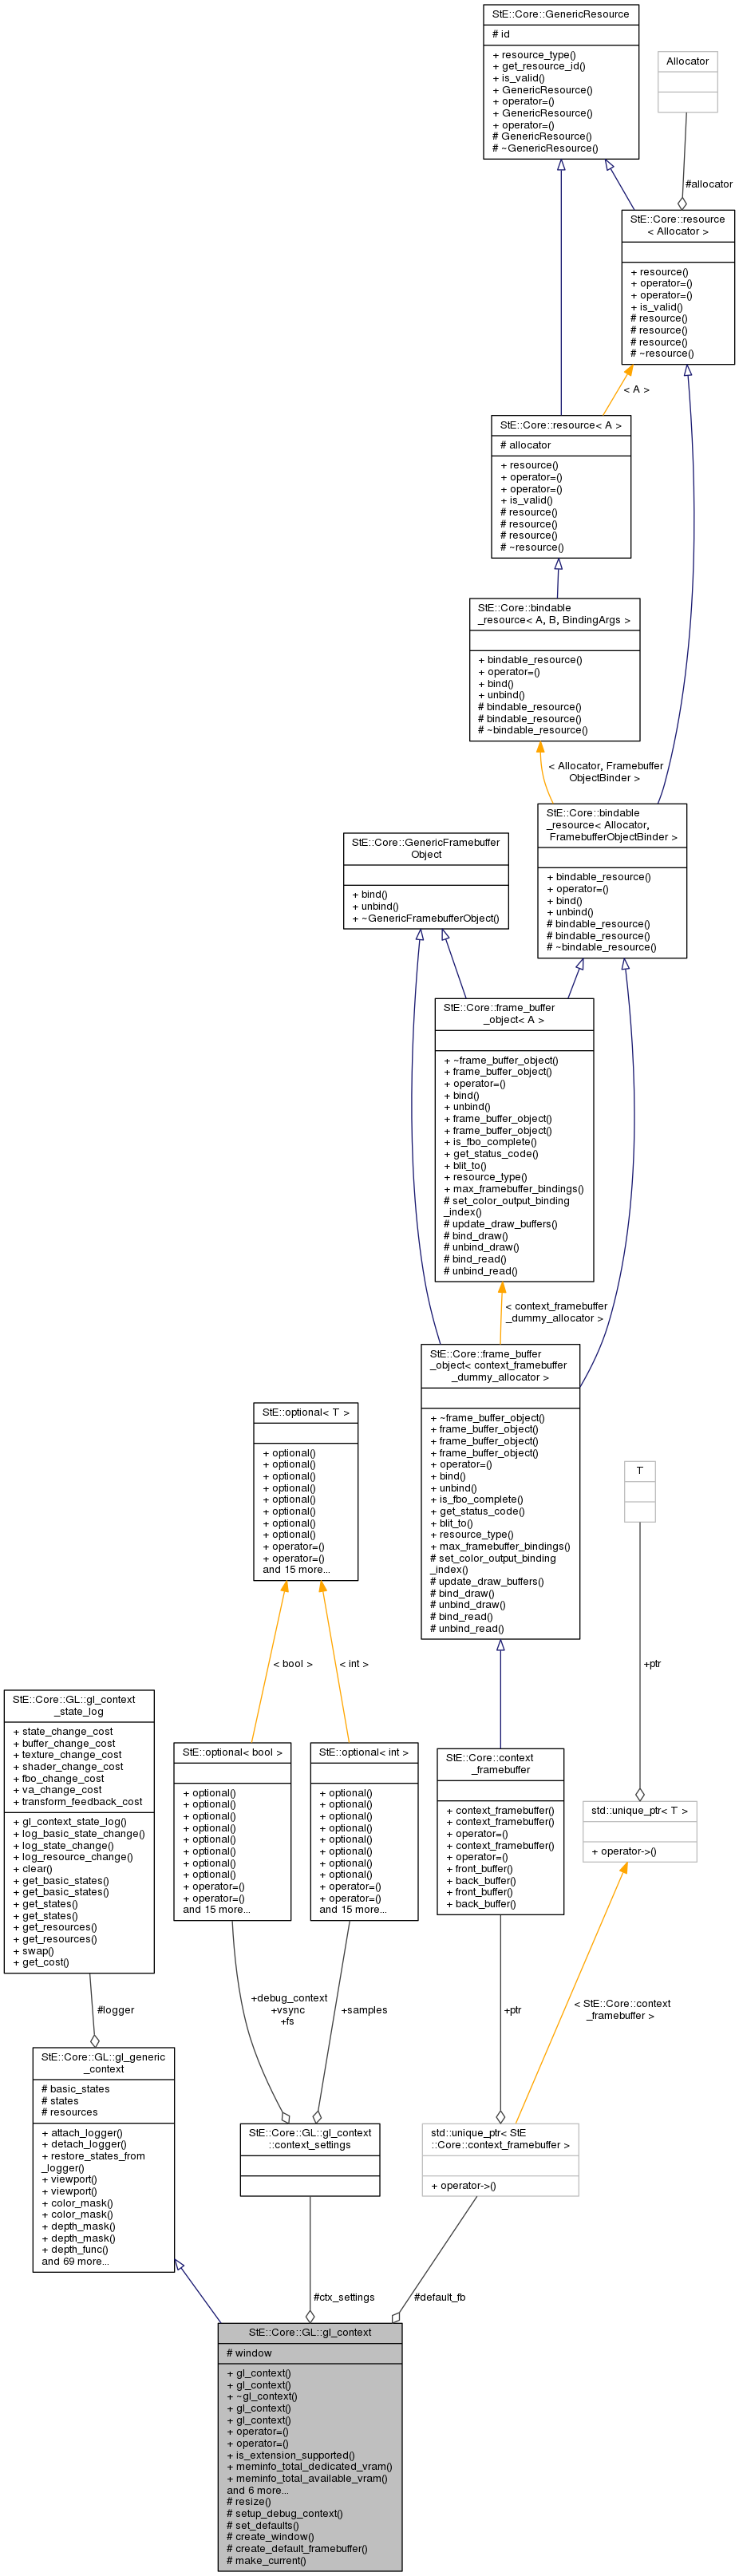 StE::Core::GenericResource
# id
+ resource_type()
+ get_resource_id()
+ is_valid()
+ GenericResource()
+ operator=()
+ GenericResource()
+ operator=()
# GenericResource()
# ~GenericResource()
Allocator
#allocator
StE::Core::resource
< Allocator >
+ resource()
+ operator=()
+ operator=()
+ is_valid()
# resource()
# resource()
# resource()
# ~resource()
< A >
StE::Core::resource< A >
# allocator
+ resource()
+ operator=()
+ operator=()
+ is_valid()
# resource()
# resource()
# resource()
# ~resource()
StE::Core::bindable
_resource< A, B, BindingArgs >
+ bindable_resource()
+ operator=()
+ bind()
+ unbind()
# bindable_resource()
# bindable_resource()
# ~bindable_resource()
< Allocator, Framebuffer
ObjectBinder >
StE::Core::bindable
_resource< Allocator,
FramebufferObjectBinder >
+ bindable_resource()
+ operator=()
+ bind()
+ unbind()
# bindable_resource()
# bindable_resource()
# ~bindable_resource()
StE::Core::GenericFramebuffer
Object
+ bind()
+ unbind()
+ ~GenericFramebufferObject()
StE::Core::frame_buffer
_object< A >
+ ~frame_buffer_object()
+ frame_buffer_object()
+ operator=()
+ bind()
+ unbind()
+ frame_buffer_object()
+ frame_buffer_object()
+ is_fbo_complete()
+ get_status_code()
+ blit_to()
+ resource_type()
+ max_framebuffer_bindings()
# set_color_output_binding
_index()
# update_draw_buffers()
# bind_draw()
# unbind_draw()
# bind_read()
# unbind_read()
< context_framebuffer
_dummy_allocator >
StE::Core::frame_buffer
_object< context_framebuffer
_dummy_allocator >
+ ~frame_buffer_object()
+ frame_buffer_object()
+ frame_buffer_object()
+ frame_buffer_object()
+ operator=()
+ bind()
+ unbind()
+ is_fbo_complete()
+ get_status_code()
+ blit_to()
+ resource_type()
+ max_framebuffer_bindings()
# set_color_output_binding
_index()
# update_draw_buffers()
# bind_draw()
# unbind_draw()
# bind_read()
# unbind_read()
StE::optional< T >
+ optional()
+ optional()
+ optional()
+ optional()
+ optional()
+ optional()
+ optional()
+ optional()
+ operator=()
+ operator=()
and 15 more...
T
< bool >
< int >
+ptr
StE::Core::GL::gl_context
_state_log
+ state_change_cost
+ buffer_change_cost
+ texture_change_cost
+ shader_change_cost
+ fbo_change_cost
+ va_change_cost
+ transform_feedback_cost
+ gl_context_state_log()
+ log_basic_state_change()
+ log_state_change()
+ log_resource_change()
+ clear()
+ get_basic_states()
+ get_basic_states()
+ get_states()
+ get_states()
+ get_resources()
+ get_resources()
+ swap()
+ get_cost()
StE::optional< bool >
+ optional()
+ optional()
+ optional()
+ optional()
+ optional()
+ optional()
+ optional()
+ optional()
+ operator=()
+ operator=()
and 15 more...
StE::optional< int >
+ optional()
+ optional()
+ optional()
+ optional()
+ optional()
+ optional()
+ optional()
+ optional()
+ operator=()
+ operator=()
and 15 more...
StE::Core::context
_framebuffer
+ context_framebuffer()
+ context_framebuffer()
+ operator=()
+ context_framebuffer()
+ operator=()
+ front_buffer()
+ back_buffer()
+ front_buffer()
+ back_buffer()
std::unique_ptr< T >
+ operator->()
#logger
+debug_context
+vsync
+fs
+samples
+ptr
< StE::Core::context
_framebuffer >
StE::Core::GL::gl_generic
_context
# basic_states
# states
# resources
+ attach_logger()
+ detach_logger()
+ restore_states_from
_logger()
+ viewport()
+ viewport()
+ color_mask()
+ color_mask()
+ depth_mask()
+ depth_mask()
+ depth_func()
and 69 more...
StE::Core::GL::gl_context
::context_settings
std::unique_ptr< StE
::Core::context_framebuffer >
+ operator->()
#ctx_settings
#default_fb
StE::Core::GL::gl_context
# window
+ gl_context()
+ gl_context()
+ ~gl_context()
+ gl_context()
+ gl_context()
+ operator=()
+ operator=()
+ is_extension_supported()
+ meminfo_total_dedicated_vram()
+ meminfo_total_available_vram()
and 6 more...
# resize()
# setup_debug_context()
# set_defaults()
# create_window()
# create_default_framebuffer()
# make_current()